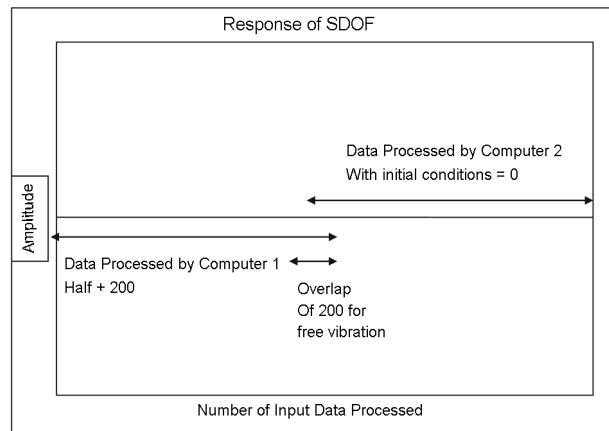 Response of SDOF
Data Processed by Computer 2
With initial conditions = 0
Amplitude
Data Processed by Computer 1
Half + 200
Overlap
Of 200 for
free vibration
Number of Input Data Processed